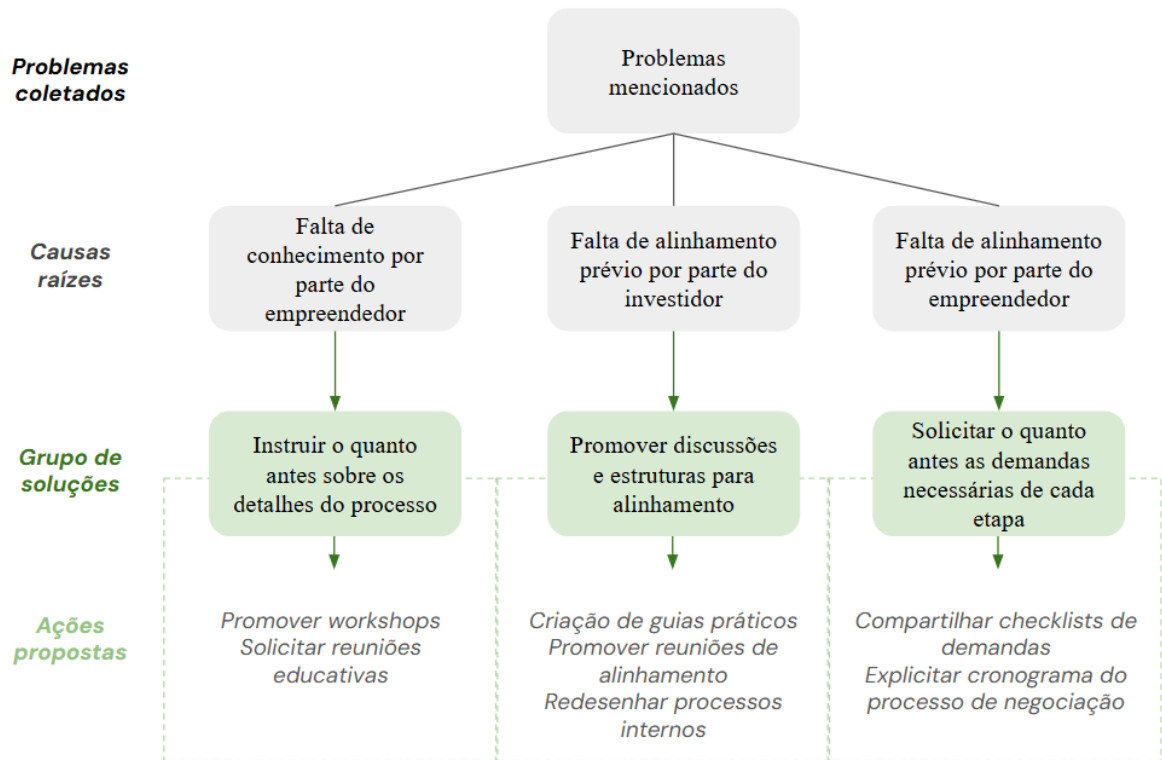 Problemas
coletados
Problemas
mencionados
Causas
raízes
Falta de
conhecimento por
parte do
empreendedor
Falta de alinhamento
prévio por parte do
investidor
Falta de alinhamento
prévio por parte do
empreendedor
Grupo de
soluções
Instruir o quanto
antes sobre os
detalhes do processo
Promover discussões
e estruturas para
alinhamento
Solicitar o quanto
antes as demandas
necessárias de cada
etapa
Ações
propostas
Promover workshops
Solicitar reuniões
educativas
Criação de guias práticos
Promover reuniões de
alinhamento
Redesenhar processos
internos
Compartilhar checklists de
demandas
Explicitar cronograma do
processo de negociação